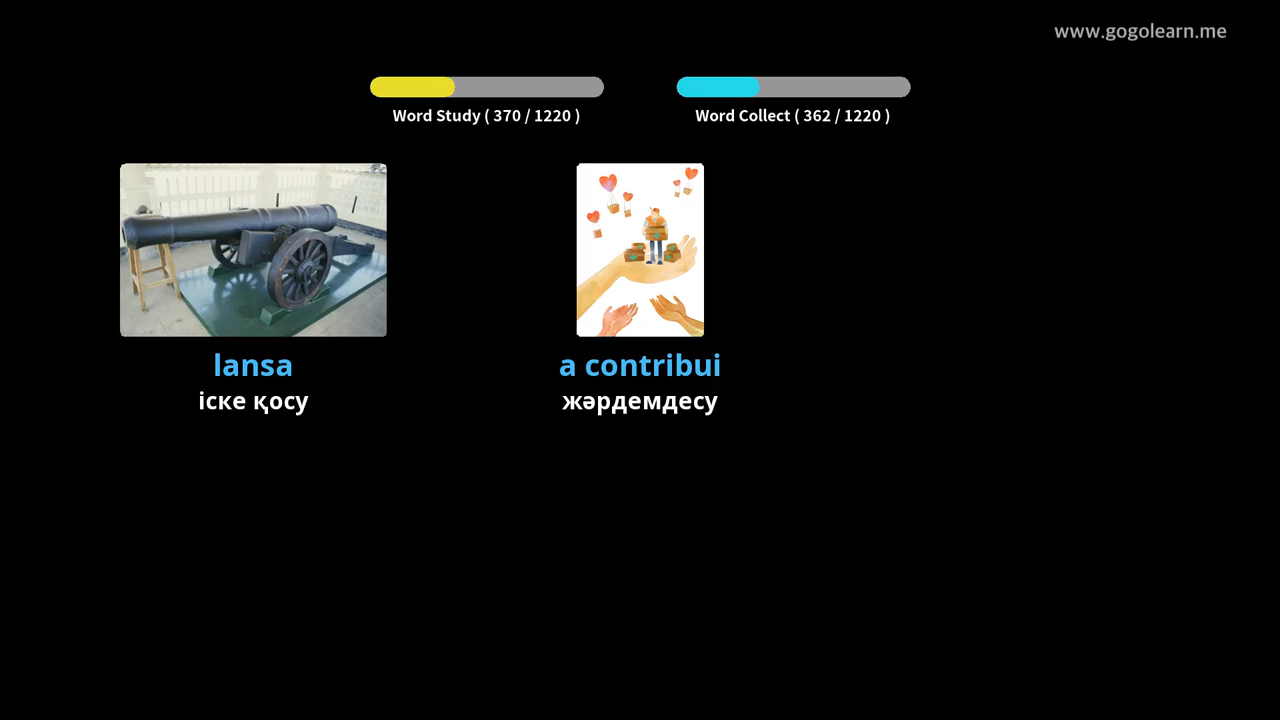 www.gogolearn.me
Word Study ( 370 / 1220 )
Word Collect ( 362 / 1220 )
lansa
іске қосу
a contribui
жәрдемдесу